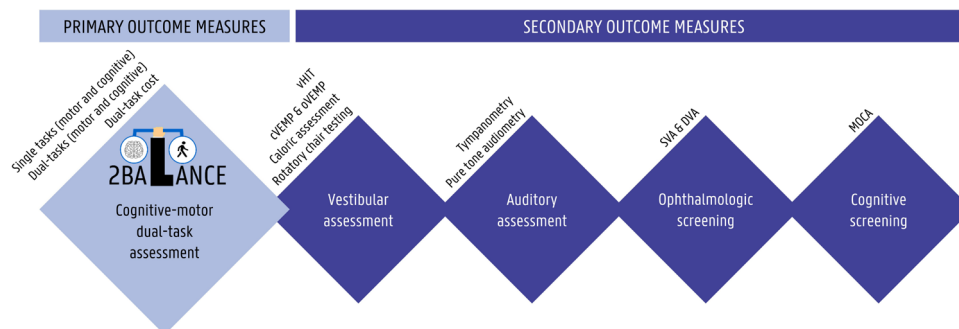 PRIMARY OUTCOME MEASURES
SECONDARY OUTCOME MEASURES
Single tasks (motor and cognitive)
Dual-tasks (motor and cognitive)
Dual-task cost
2BALANCE
Cognitive-motor
dual-task
assessment
vHIT
cVEMP & oVEMP
Caloric assessment
Rotatory chair testing
Vestibular
assessment
Tympanometry
Pure tone audiometry
Auditory
assessment
SVA & DVA
Ophthalmologic
screening
MOCA
Cognitive
screening